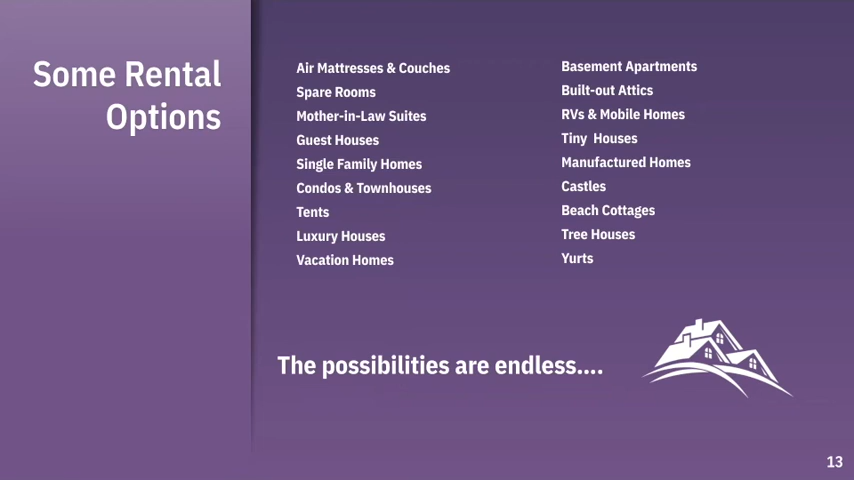 Some Rental
Options
Air Mattresses & Couches
Spare Rooms
Mother-in-Law Suites
Guest Houses
Single Family Homes
Condos & Townhouses
Tents
Luxury Houses
Vacation Homes
Basement Apartments
Built-out Attics
RVs & Mobile Homes
Tiny  Houses
Manufactured Homes
Castles
Beach Cottages
Tree Houses
Yurts
The possibilities are endless....
13